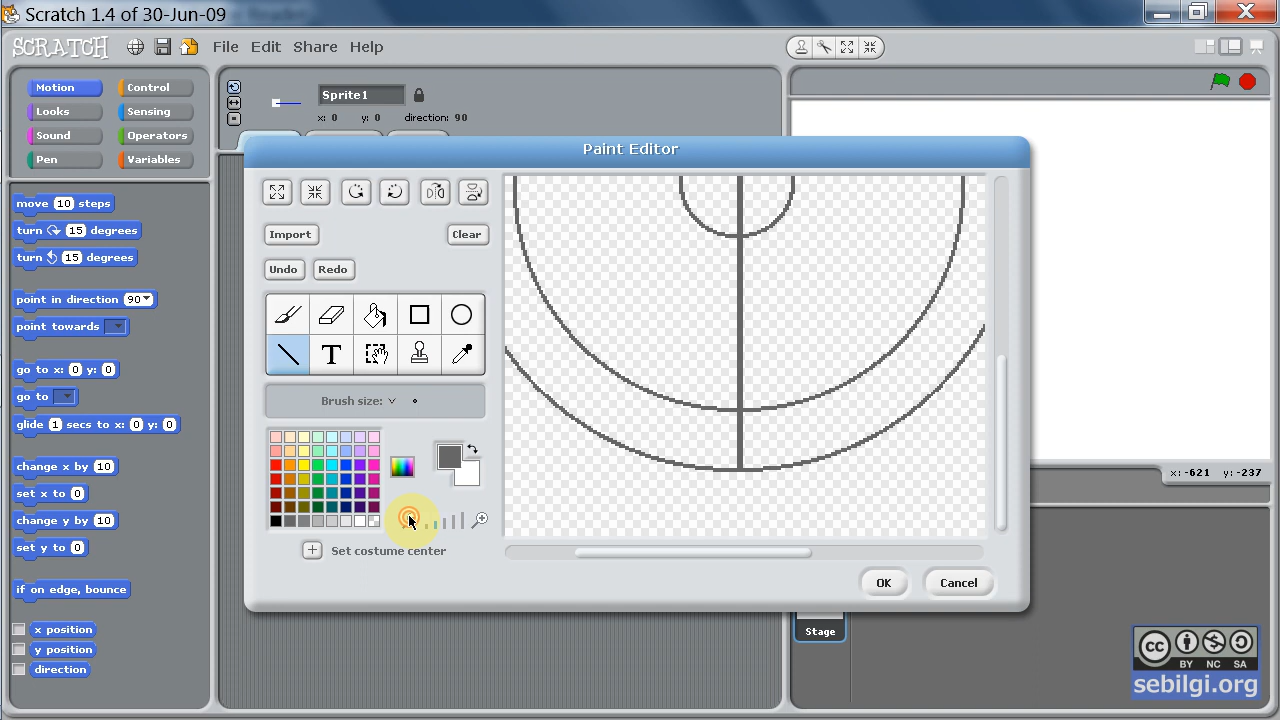 Scratch 1.4 of 30-Jun-09
SCRATCH
File Edit Share Help
Motion Control
Looks Sensing
Sound Operators
Pen Variables
move 10 steps
turn 15 degrees
turn 15 degrees
point in direction 90
point towards
go to x: 0 y: 0
go to
glide 1 secs to x: 0 y: 0
change x by 10
set x to 0
change y by 10
set y to 0
if on edge, bounce
x position
y position
direction
Sprite1
x: 0 y: 0 direction: 90
Paint Editor
Import Clear
Undo Redo
T
Brush size:
Set costume center
OK Cancel
x: -621 y: -237
Stage
cc
BY NC SA
sebilgi.org